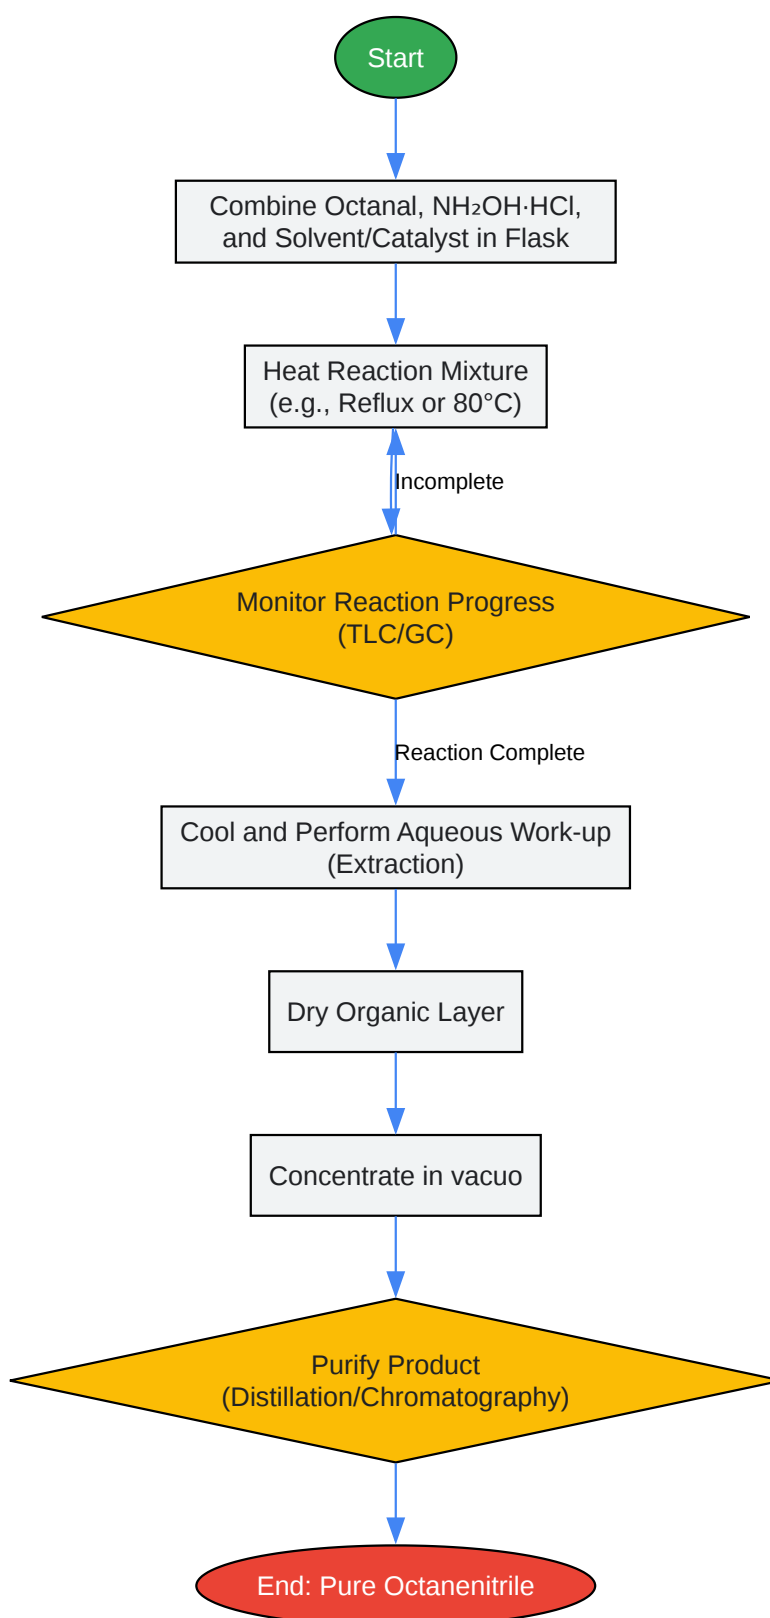 Start
Combine Octanal, NH₂OH·HCl,
and Solvent/Catalyst in Flask
Heat Reaction Mixture
(e.g., Reflux or 80°C)
Incomplete
Monitor Reaction Progress
(TLC/GC)
Reaction Complete
Cool and Perform Aqueous Work-up
(Extraction)
Dry Organic Layer
Concentrate in vacuo
Purify Product
(Distillation/Chromatography)
End: Pure Octanenitrile